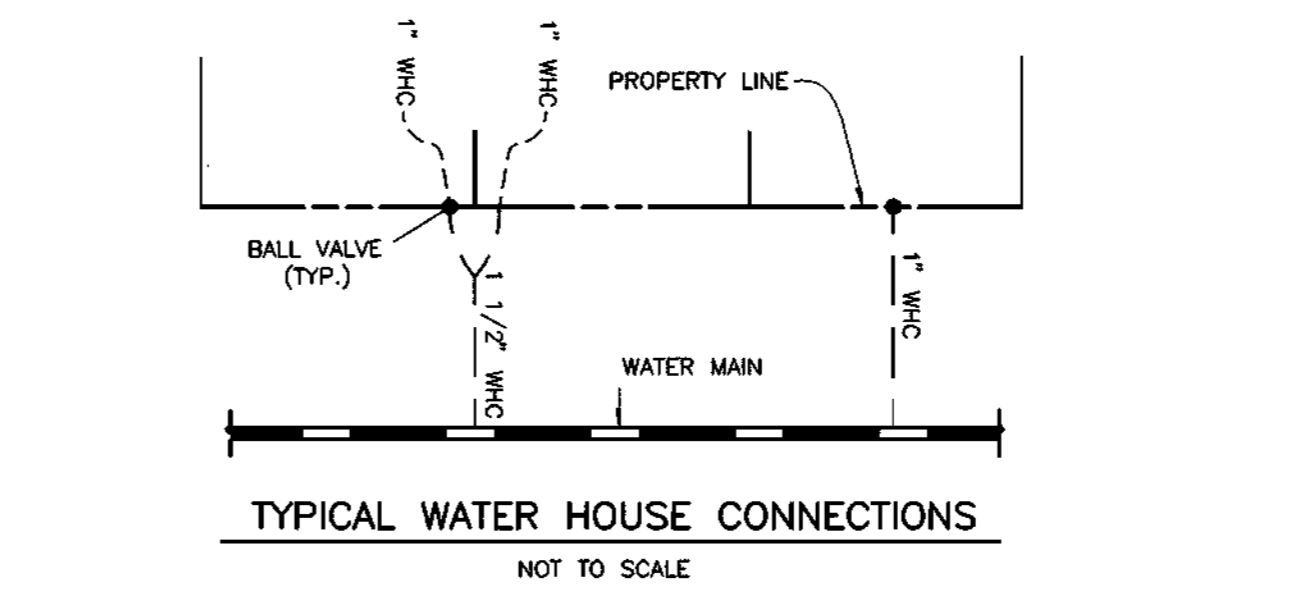 1" WHC
1" WHC
PROPERTY LINE
BALL VALVE
(TYP.)
1 1/2" WHC
1" WHC
WATER MAIN
TYPICAL WATER HOUSE CONNECTIONS
NOT TO SCALE